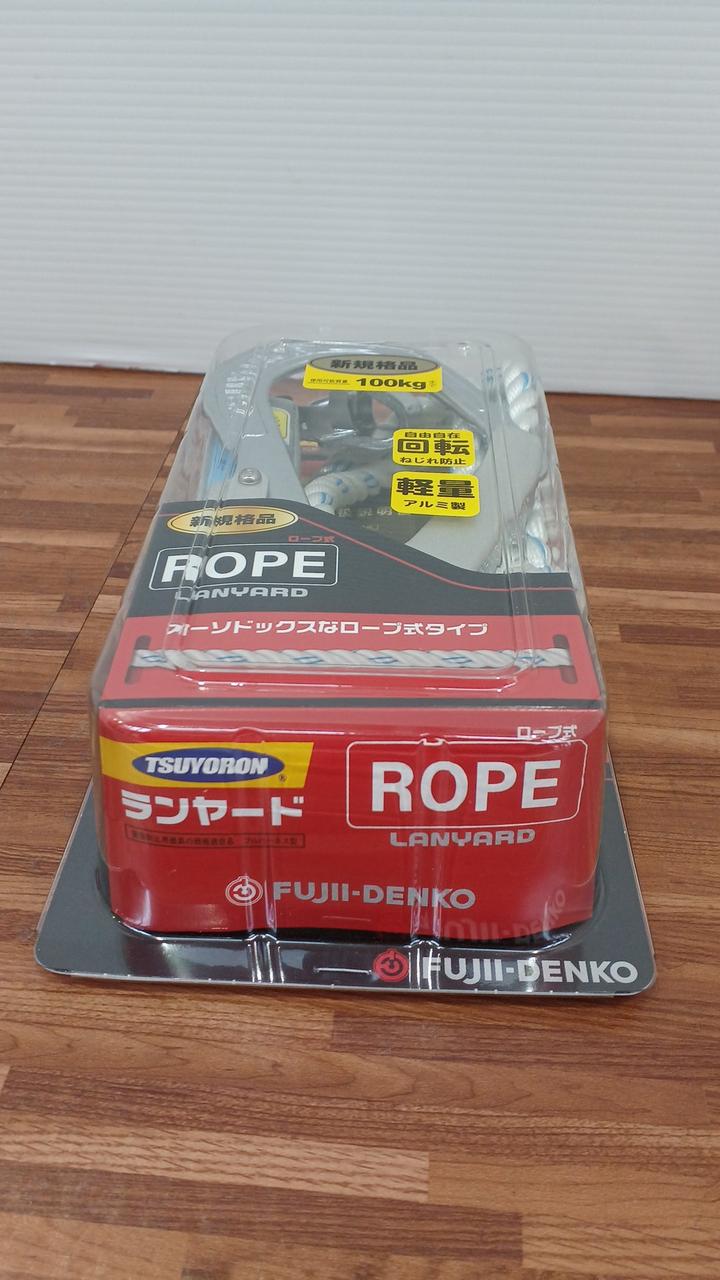 新規格品
使用可能質量 100kg
自由自在
回転
ねじれ防止
軽量
アルミ製
新規格品
ロープ式
ROPE
LANYARD
オーソドックスなロープ式タイプ
ロープ式
TSUYORON®
ROPE
ランヤード
LANYARD
FUJII-DENKO
FUJII-DENKO